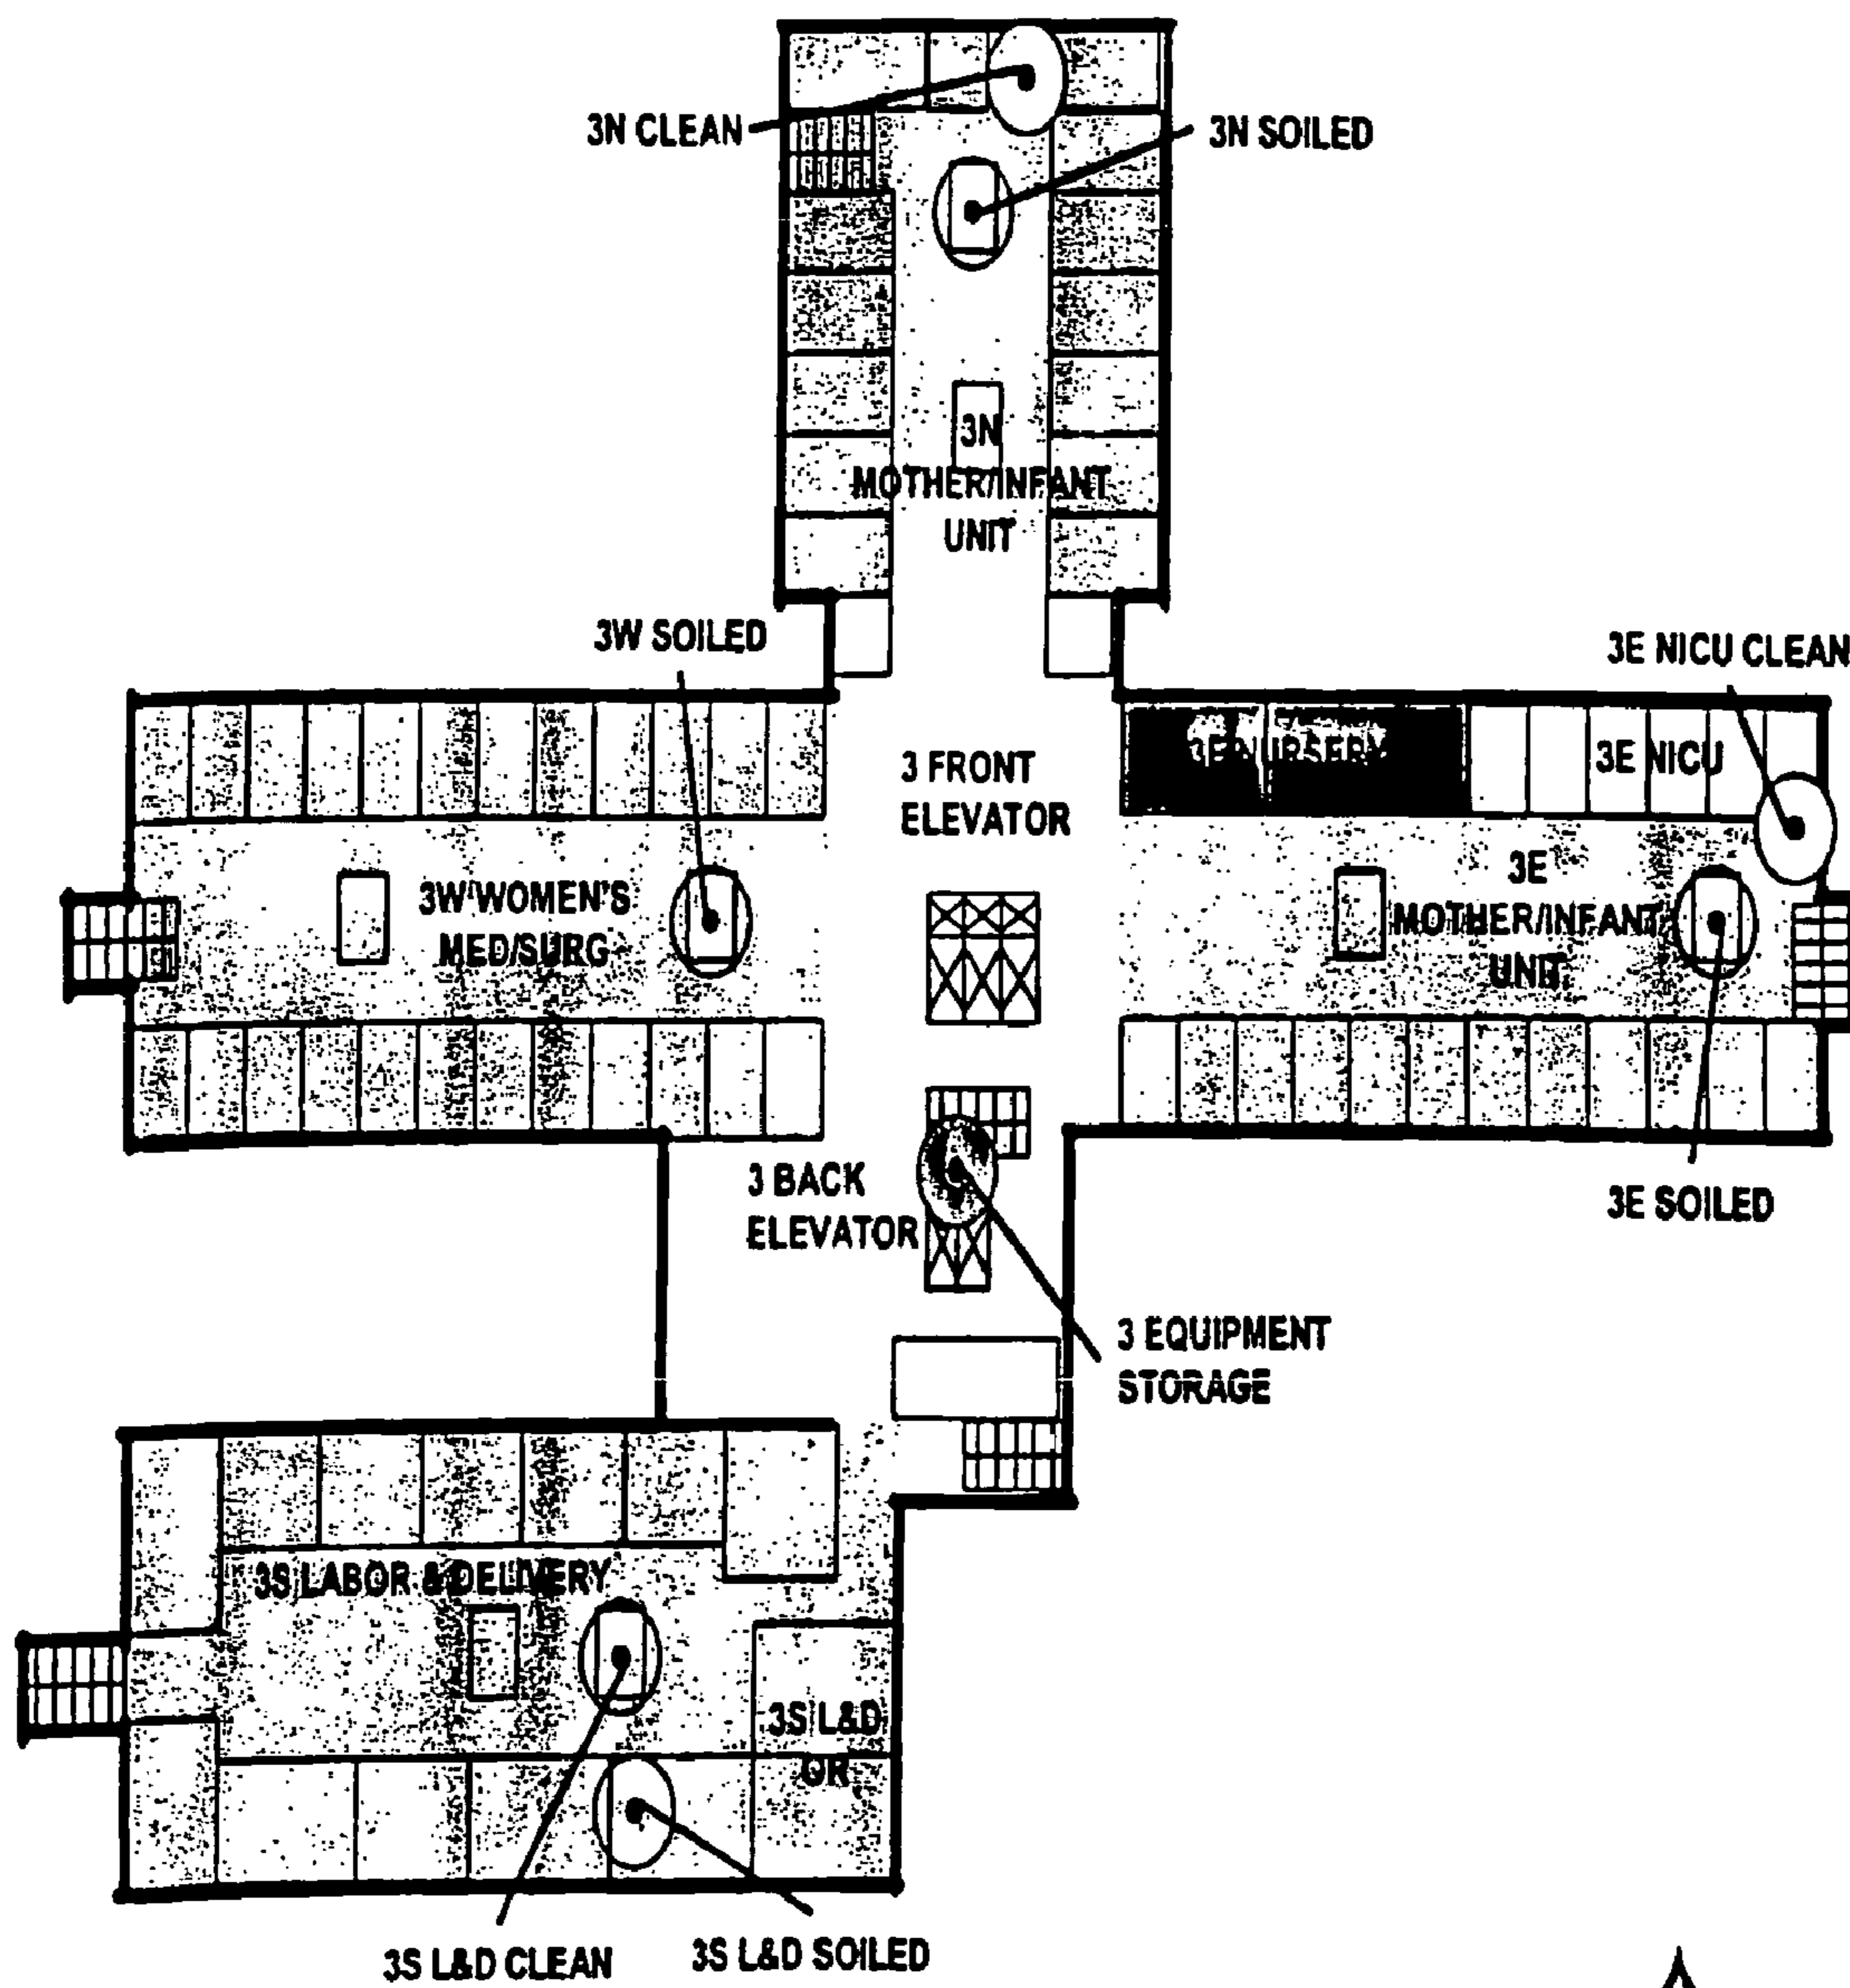 3N CLEAN
3N SOILED
3N
MOTHER/INFANT
UNIT
3W SOILED
3E NICU CLEAN
3 FRONT
ELEVATOR
3E NURSERY
3E NICU
3W WOMEN'S
MED/SURG
3E
MOTHER/INFANT
UNIT
3 BACK
ELEVATOR
3E SOILED
3 EQUIPMENT
STORAGE
3S LABOR & DELIVERY
3S L&D
OR
3S L&D CLEAN
3S L&D SOILED